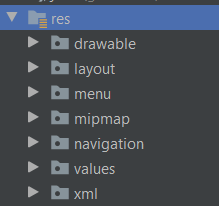 res
drawable
layout
menu
mipmap
navigation
values
xml